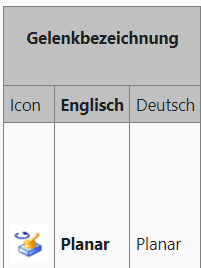 Gelenkbezeichnung
Icon Englisch Deutsch
Planar Planar